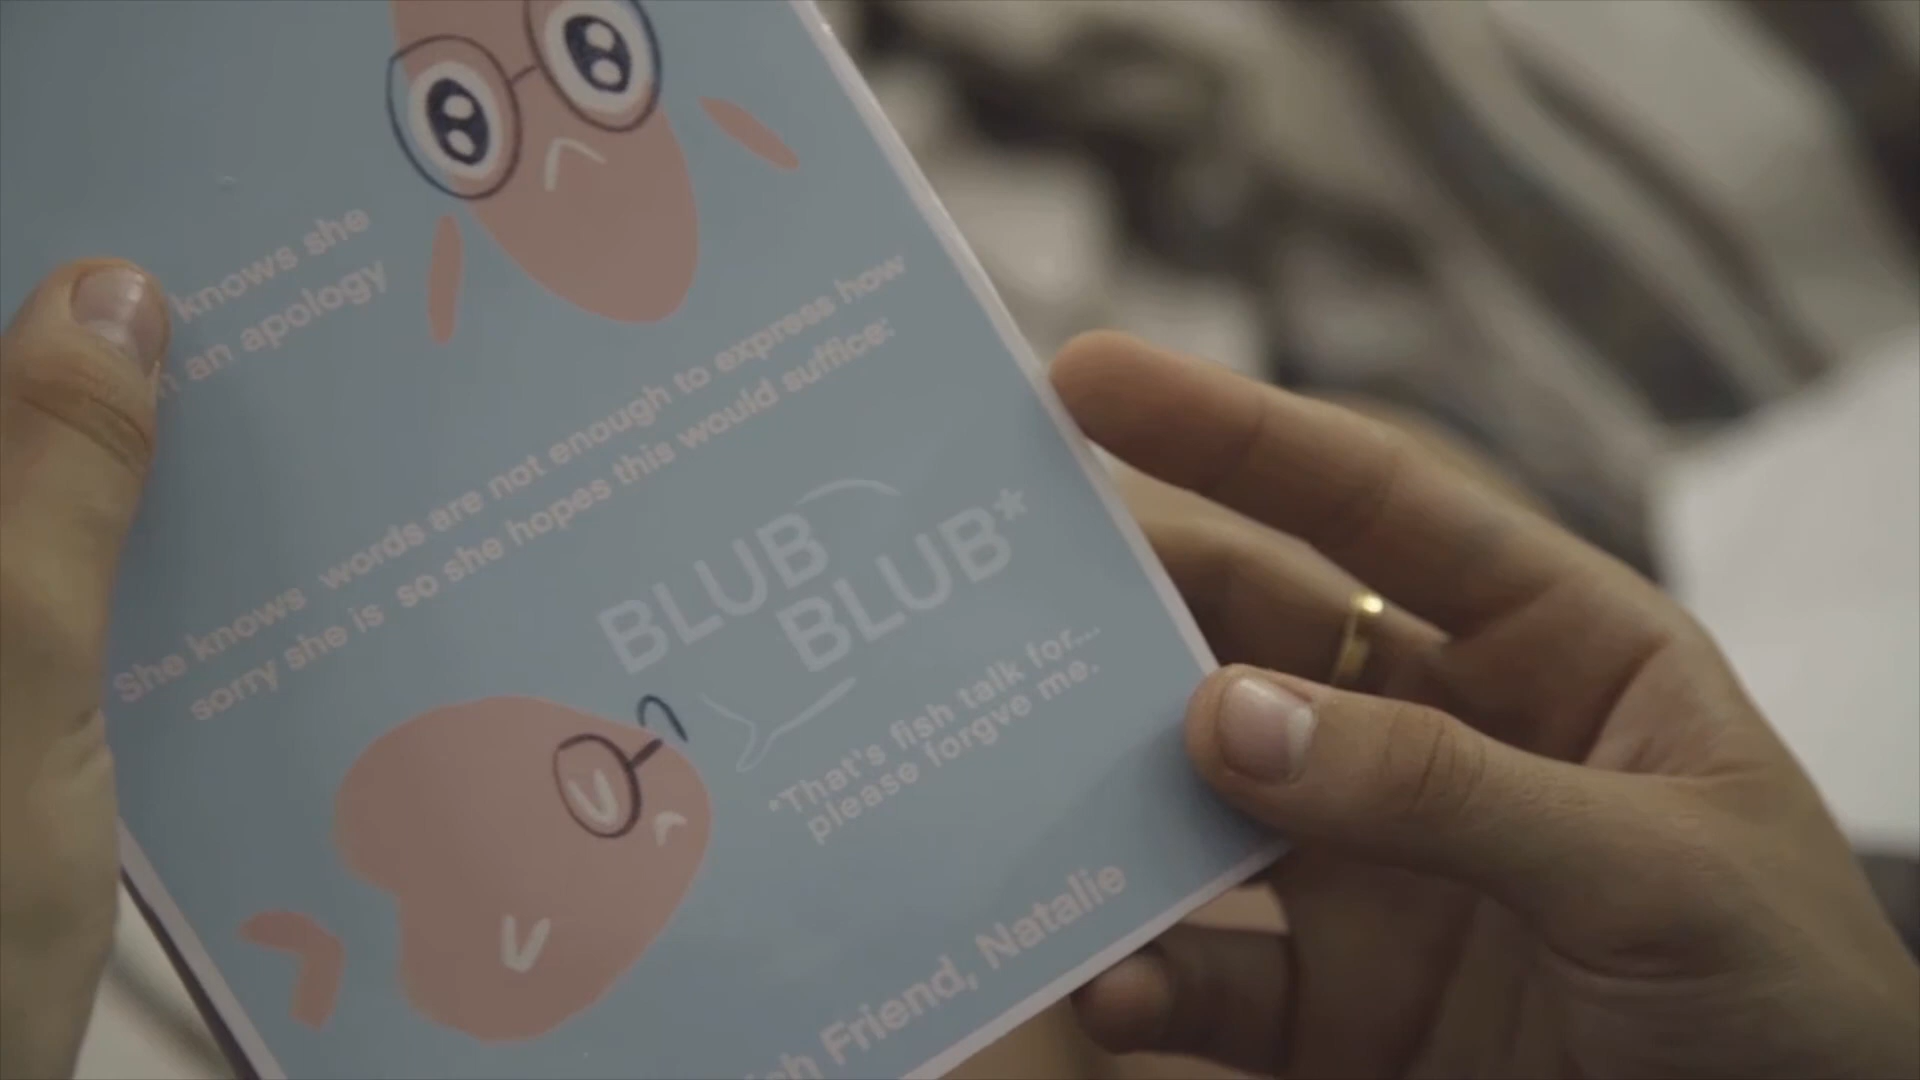 knows she
an apology
She knows words are not enough to express how
sorry she is so she hopes this would suffice:
BLUB
BLUB*
*That's fish talk for...
please forgve me.
Friend, Natalie